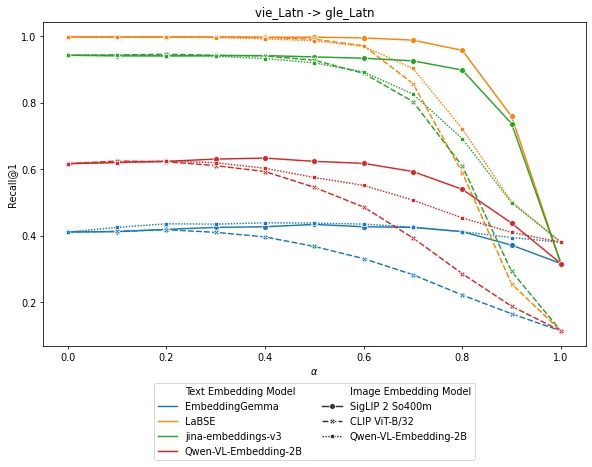 vie_Latn -> gle_Latn
Recall@1
1.0
0.8
0.6
0.4
0.2
0.0 0.2 0.4 0.6 0.8 1.0
α
Text Embedding Model
EmbeddingGemma
LaBSE
jina-embeddings-v3
Qwen-VL-Embedding-2B
Image Embedding Model
SigLIP 2 So400m
CLIP ViT-B/32
Qwen-VL-Embedding-2B